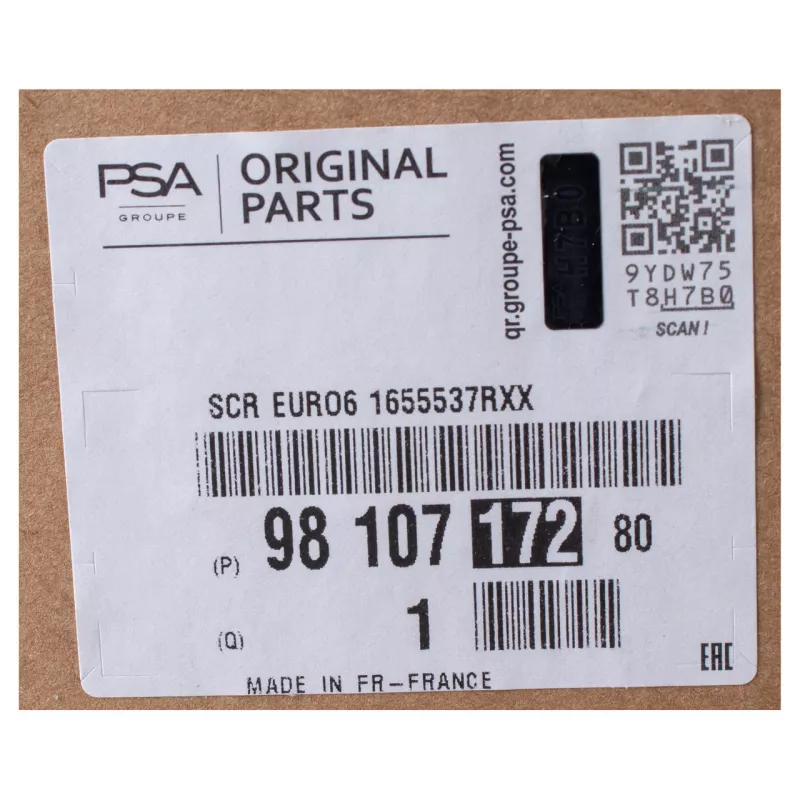 PSA
GROUPE
ORIGINAL
PARTS
qr.groupe-psa.com
H7B0
9YDW75
T8H7B0
SCAN!
SCR EURO6 1655537RXX
(P) 98 107 172 80
(Q) 1
MADE IN FR-FRANCE
EAC